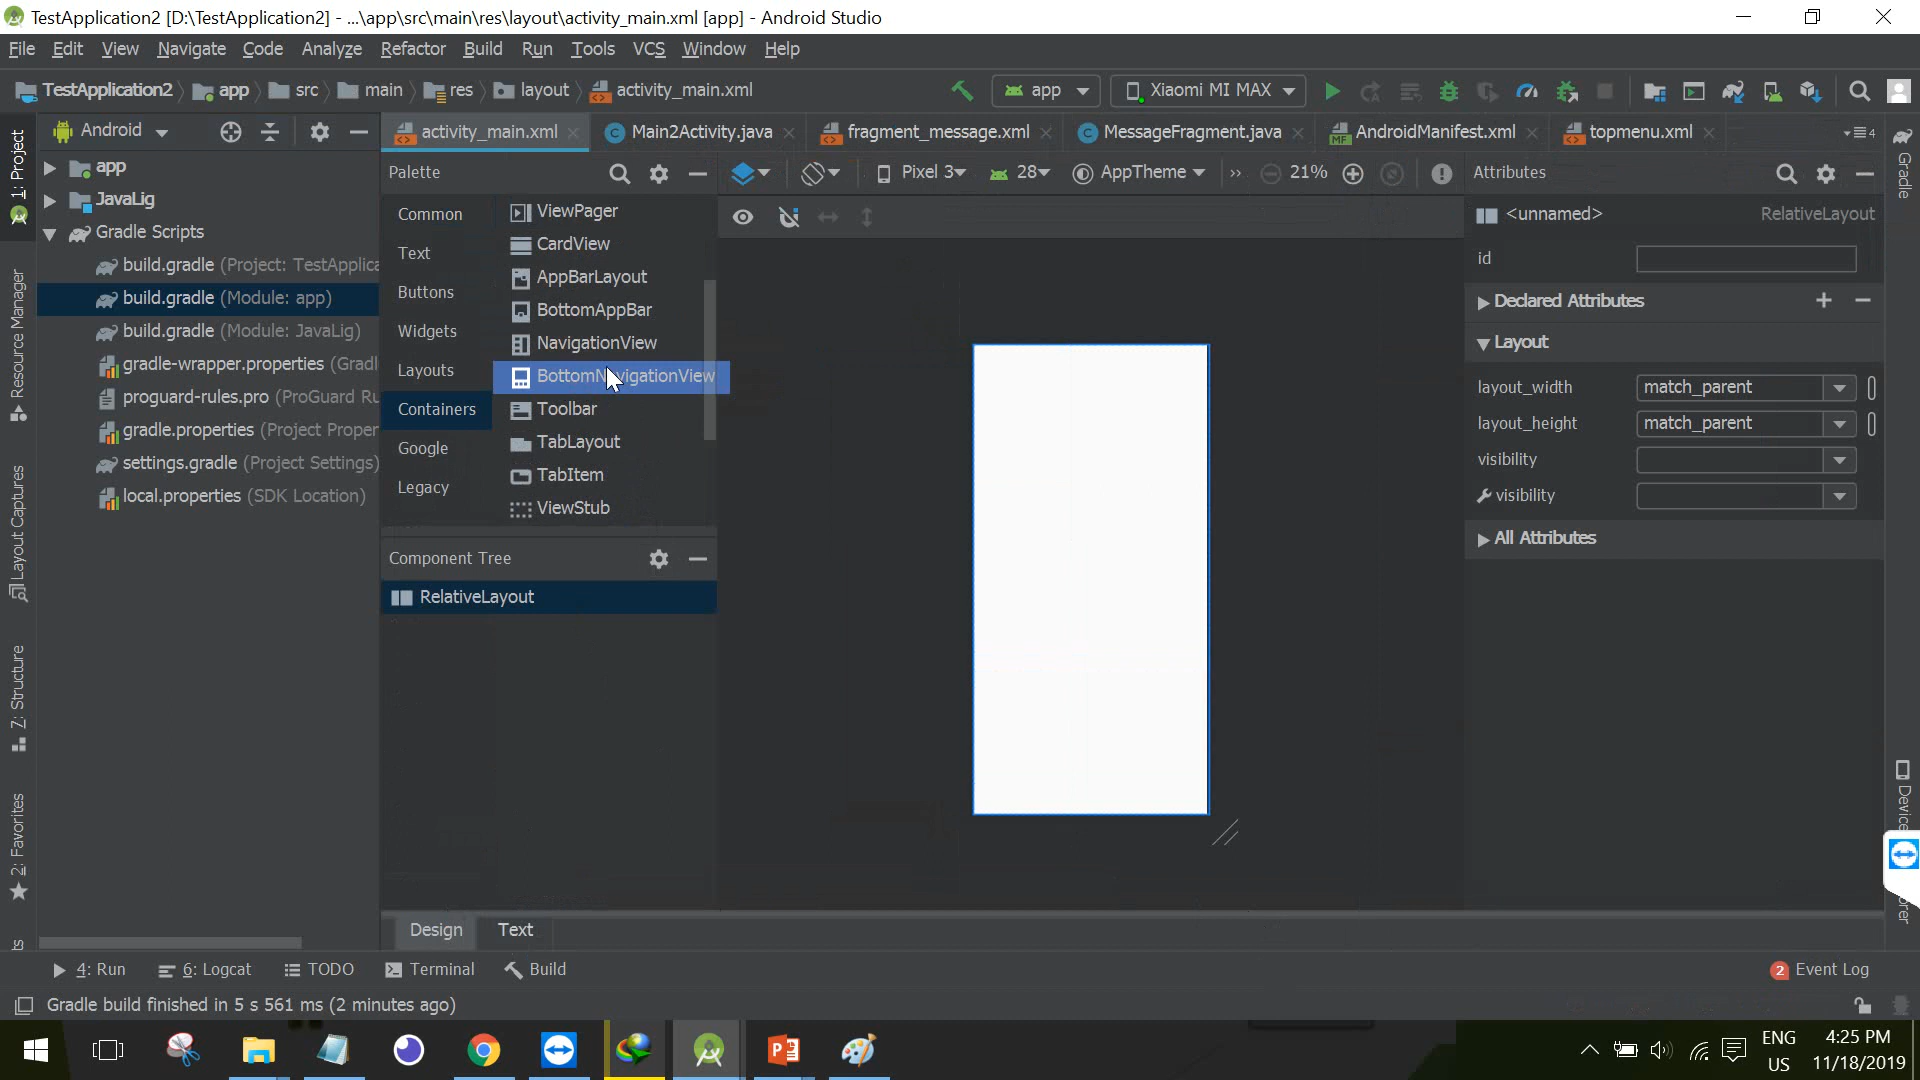 TestApplication2 [D:\TestApplication2] - ...\app\src\main\res\layout\activity_main.xml [app] - Android Studio
File Edit View Navigate Code Analyze Refactor Build Run Tools VCS Window Help
TestApplication2 app src main res layout activity_main.xml app Xiaomi MI MAX
1: Project
Resource Manager
Layout Captures
Z: Structure
2: Favorites
Android
app
JavaLig
Gradle Scripts
build.gradle (Project: TestApplica
build.gradle (Module: app)
build.gradle (Module: JavaLig)
gradle-wrapper.properties (Gradl
proguard-rules.pro (ProGuard Ru
gradle.properties (Project Proper
settings.gradle (Project Settings)
local.properties (SDK Location)
activity_main.xml Main2Activity.java fragment_message.xml MessageFragment.java AndroidManifest.xml topmenu.xml 4
Palette
Common
Text
Buttons
Widgets
Layouts
Containers
Google
Legacy
ViewPager
CardView
AppBarLayout
BottomAppBar
NavigationView
BottomNavigationView
Toolbar
TabLayout
TabItem
ViewStub
Component Tree
RelativeLayout
Pixel 3 28 AppTheme 21%
Attributes
<unnamed> RelativeLayout
id
Declared Attributes
Layout
layout_width match_parent
layout_height match_parent
visibility
visibility
All Attributes
Gradle
Design Text
4: Run 6: Logcat TODO Terminal Build 2 Event Log
Gradle build finished in 5 s 561 ms (2 minutes ago)
ENG
US
4:25 PM
11/18/2019